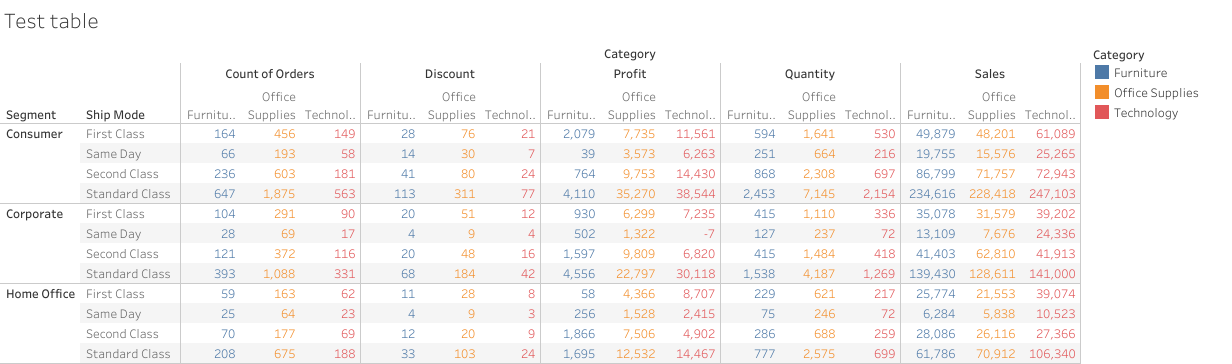 Test table
Category
Count of Orders Discount Profit Quantity Sales
Segment Ship Mode Furnitu.. Office Supplies Technol.. Furnitu.. Office Supplies Technol.. Furnitu.. Office Supplies Technol.. Furnitu.. Office Supplies Technol.. Furnitu.. Office Supplies Technol..
Consumer First Class 164 456 149 28 76 21 2,079 7,735 11,561 594 1,641 530 49,879 48,201 61,089
Same Day 66 193 58 14 30 7 39 3,573 6,263 251 664 216 19,755 15,576 25,265
Second Class 236 603 181 41 80 24 764 9,753 14,430 868 2,308 697 86,799 71,757 72,943
Standard Class 647 1,875 563 113 311 77 4,110 35,270 38,544 2,453 7,145 2,154 234,616 228,418 247,103
Corporate First Class 104 291 90 20 51 12 930 6,299 7,235 415 1,110 336 35,078 31,579 39,202
Same Day 28 69 17 4 9 4 502 1,322 -7 127 237 72 13,109 7,676 24,336
Second Class 121 372 116 20 48 16 1,597 9,809 6,820 415 1,484 418 41,403 62,810 41,913
Standard Class 393 1,088 331 68 184 42 4,556 22,797 30,118 1,538 4,187 1,269 139,430 128,611 141,000
Home Office First Class 59 163 62 11 28 8 58 4,366 8,707 229 621 217 25,774 21,553 39,074
Same Day 25 64 23 4 9 3 256 1,528 2,415 75 246 72 6,284 5,838 10,523
Second Class 70 177 69 12 20 9 1,866 7,506 4,902 286 688 259 28,086 26,116 27,366
Standard Class 208 675 188 33 103 24 1,695 12,532 14,467 777 2,575 699 61,786 70,912 106,340
Category
Furniture
Office Supplies
Technology